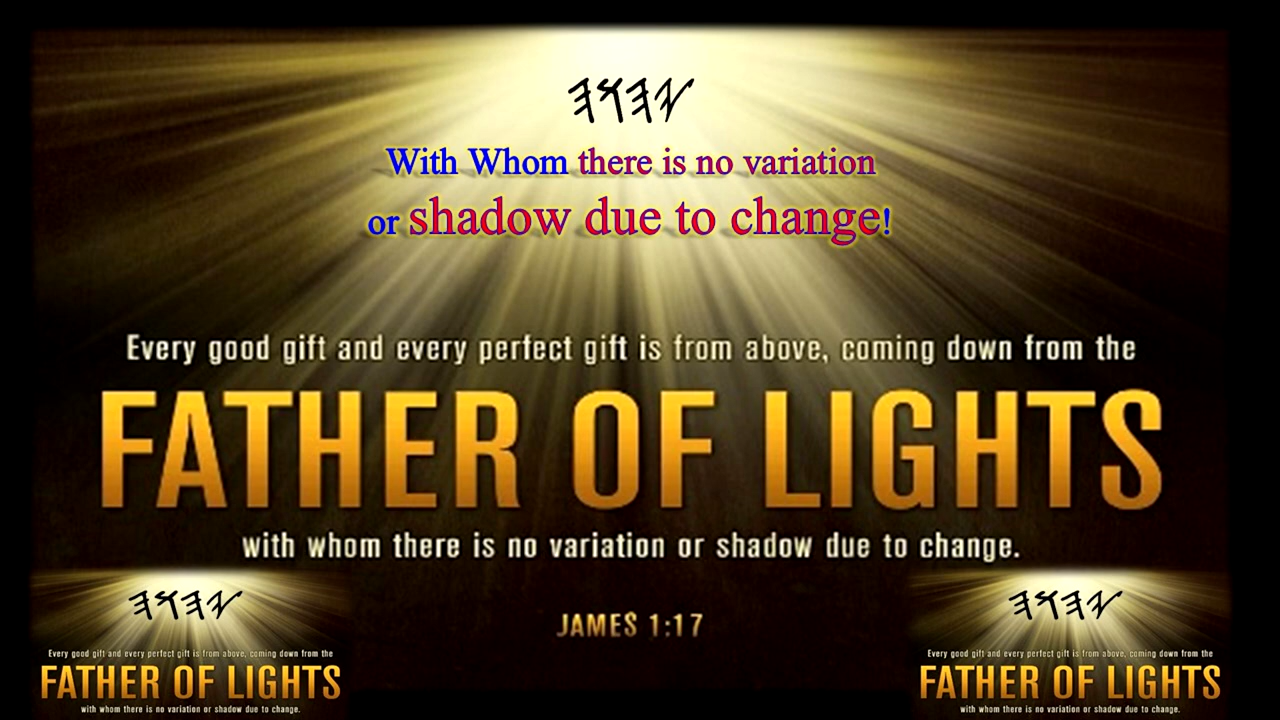 𐤉𐤄𐤅𐤄
With Whom there is no variation
or shadow due to change!
Every good gift and every perfect gift is from above, coming down from the
FATHER OF LIGHTS
with whom there is no variation or shadow due to change.
JAMES 1:17
𐤉𐤄𐤅𐤄
Every good gift and every perfect gift is from above, coming down from the
FATHER OF LIGHTS
with whom there is no variation or shadow due to change.
𐤉𐤄𐤅𐤄
Every good gift and every perfect gift is from above, coming down from the
FATHER OF LIGHTS
with whom there is no variation or shadow due to change.